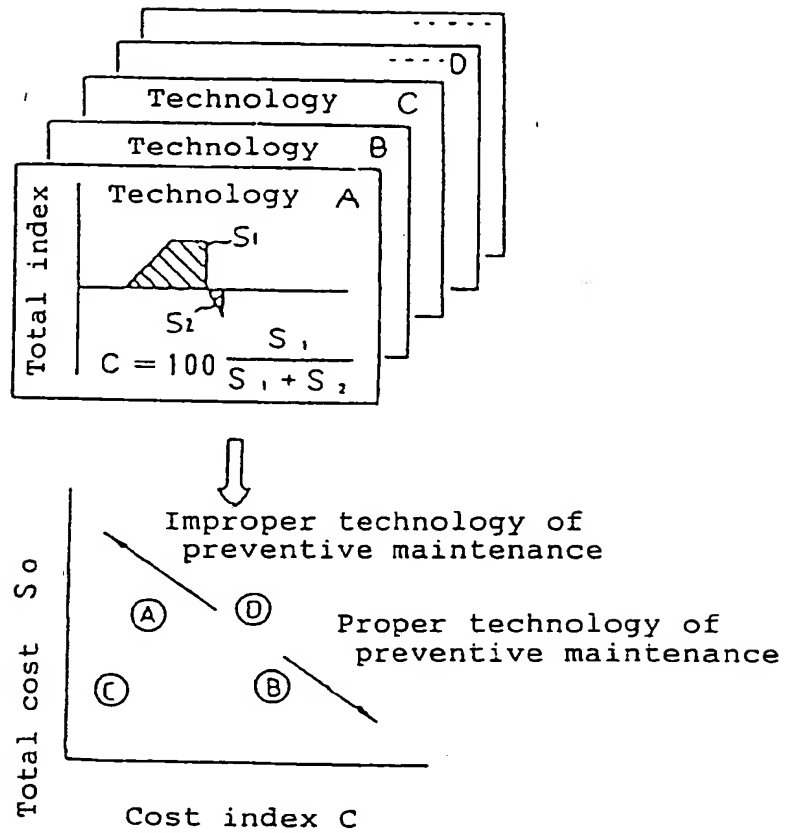 D
Technology C
Technology B
Technology A
Total index
S1
S2
C = 100 S1 / S1 + S2
Improper technology of
preventive maintenance
Total cost So
A
D
Proper technology of
preventive maintenance
C
B
Cost index C